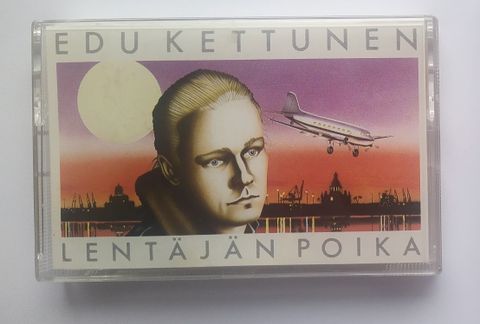 EDU KETTUNEN
LENTÄJÄN POIKA